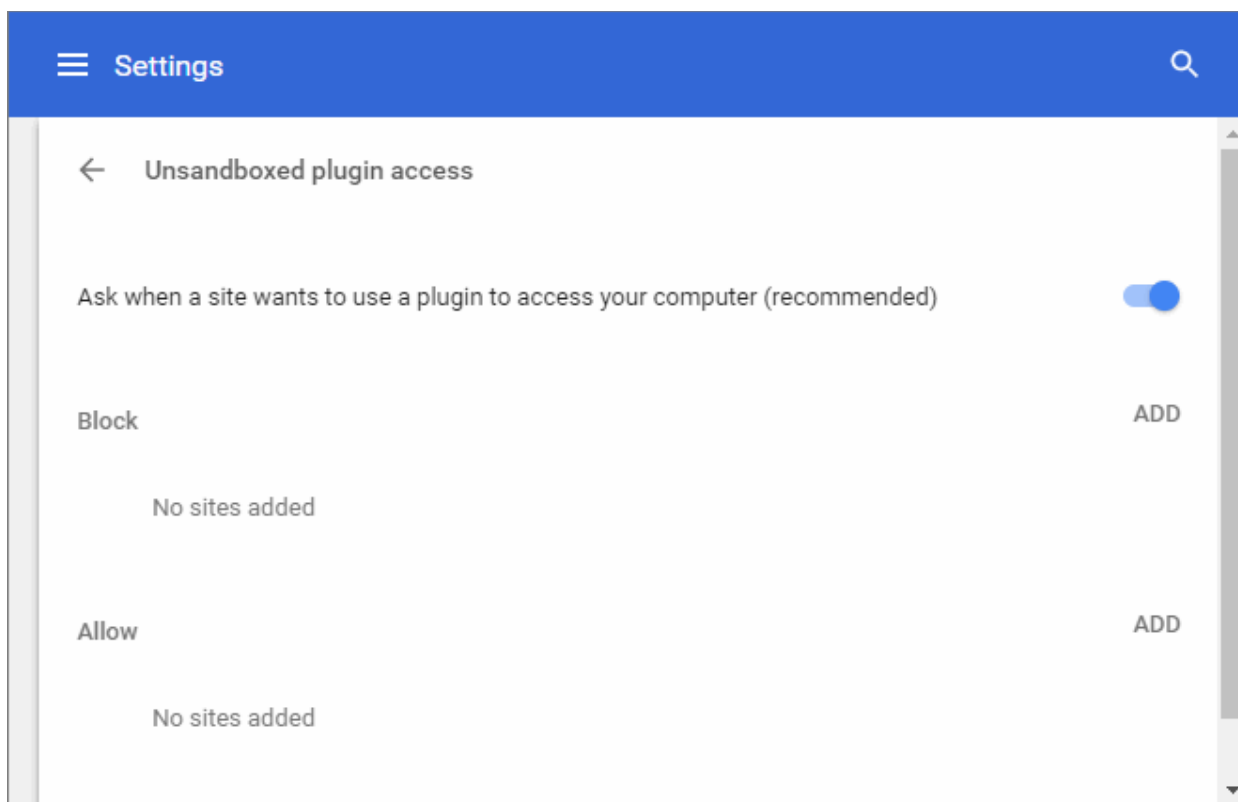 Settings
Unsandboxed plugin access
Ask when a site wants to use a plugin to access your computer (recommended)
Block
ADD
No sites added
Allow
ADD
No sites added